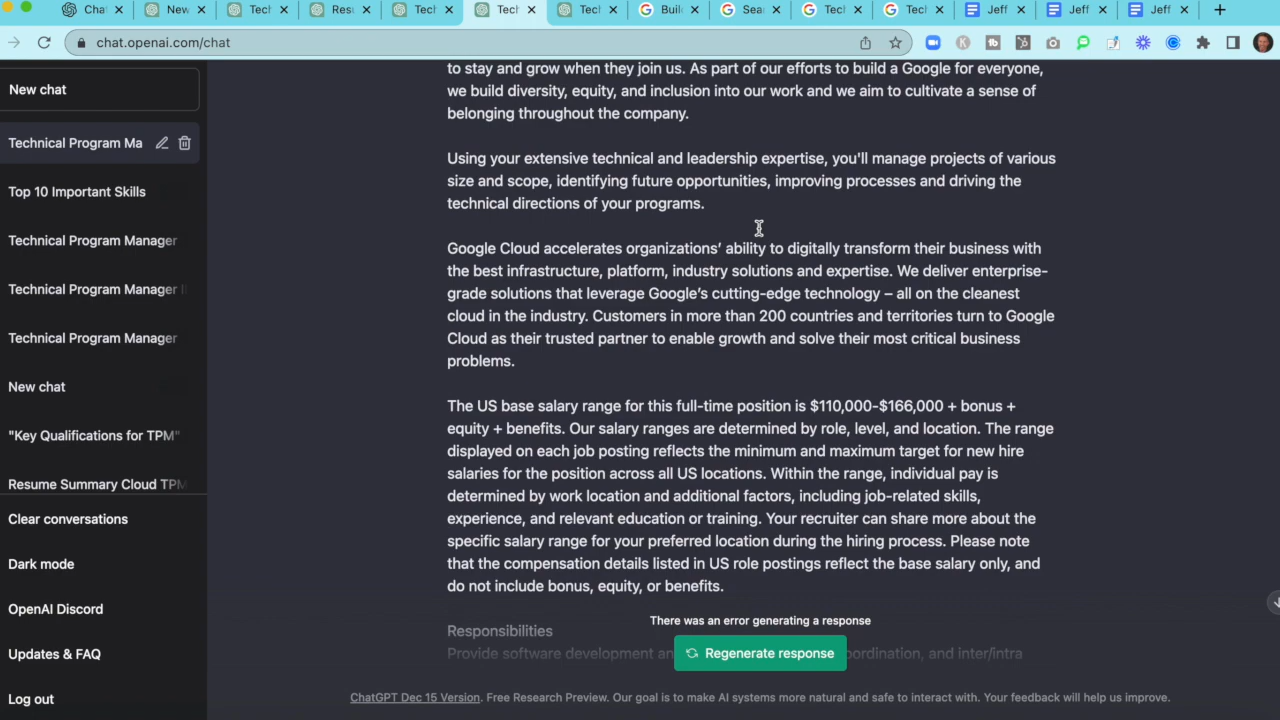 Chat
New
Tech
Resu
Tech
Tech
Tech
Buil
Sear
Tech
Tech
Jeff
Jeff
Jeff
chat.openai.com/chat
New chat
Technical Program Ma
Top 10 Important Skills
Technical Program Manager
Technical Program Manager
Technical Program Manager
New chat
"Key Qualifications for TPM"
Resume Summary Cloud TPM
Clear conversations
Dark mode
OpenAI Discord
Updates & FAQ
Log out
to stay and grow when they join us. As part of our efforts to build a Google for everyone,
we build diversity, equity, and inclusion into our work and we aim to cultivate a sense of
belonging throughout the company.
Using your extensive technical and leadership expertise, you'll manage projects of various
size and scope, identifying future opportunities, improving processes and driving the
technical directions of your programs.
Google Cloud accelerates organizations’ ability to digitally transform their business with
the best infrastructure, platform, industry solutions and expertise. We deliver enterprise-
grade solutions that leverage Google’s cutting-edge technology – all on the cleanest
cloud in the industry. Customers in more than 200 countries and territories turn to Google
Cloud as their trusted partner to enable growth and solve their most critical business
problems.
The US base salary range for this full-time position is $110,000-$166,000 + bonus +
equity + benefits. Our salary ranges are determined by role, level, and location. The range
displayed on each job posting reflects the minimum and maximum target for new hire
salaries for the position across all US locations. Within the range, individual pay is
determined by work location and additional factors, including job-related skills,
experience, and relevant education or training. Your recruiter can share more about the
specific salary range for your preferred location during the hiring process. Please note
that the compensation details listed in US role postings reflect the base salary only, and
do not include bonus, equity, or benefits.
Responsibilities
There was an error generating a response
Provide software development an
oordination, and inter/intra
Regenerate response
ChatGPT Dec 15 Version. Free Research Preview. Our goal is to make AI systems more natural and safe to interact with. Your feedback will help us improve.